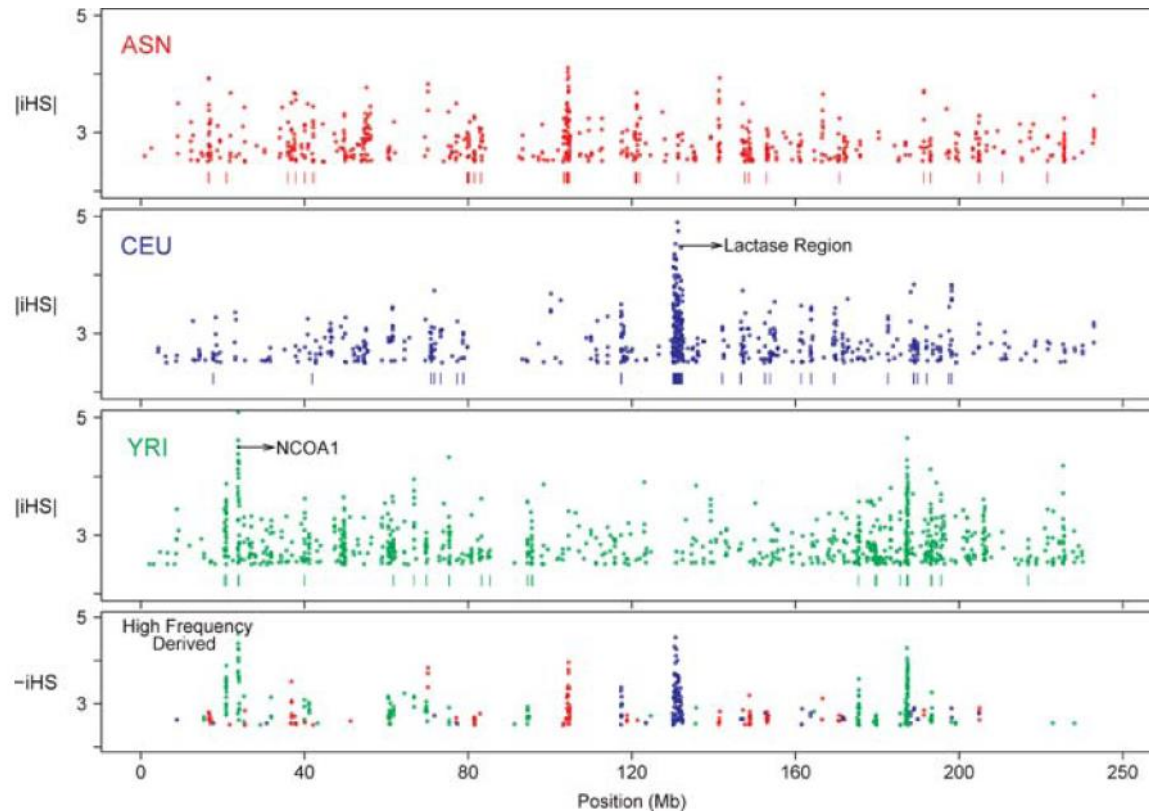 5
ASN
|iHS|
3
5
CEU
Lactase Region
|iHS|
3
5
YRI
NCOA1
|iHS|
3
5
High Frequency
Derived
−iHS
3
0 40 80 120 160 200 250
Position (Mb)